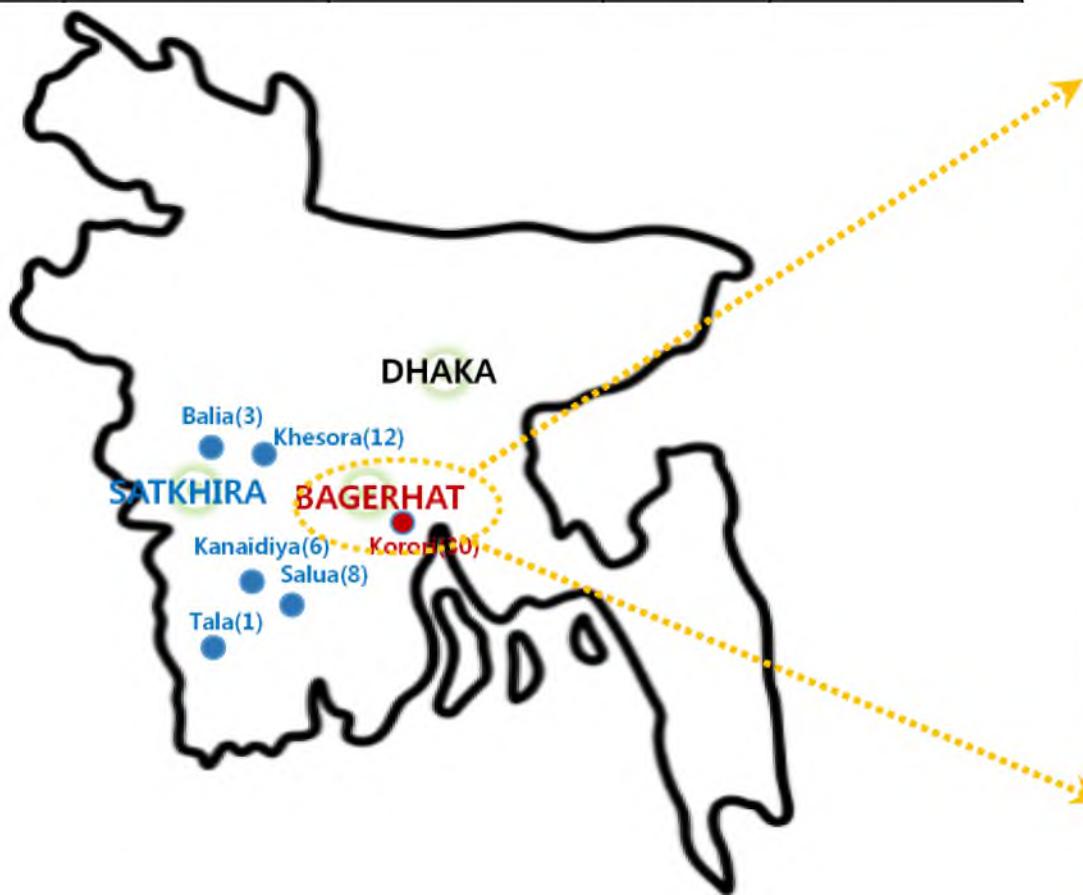 DHAKA
Balia(3)
Khesora(12)
SATKHIRA
BAGERHAT
Kanaidiya(6)
Salua(8)
Tala(1)